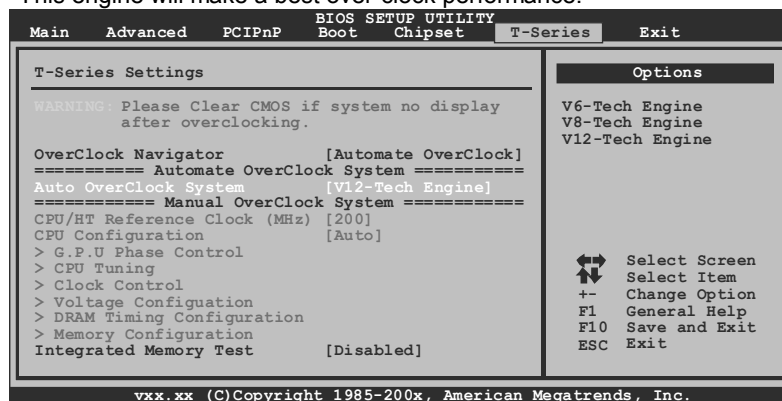 This engine will make a best over-clock performance.
BIOS SETUP UTILITY
Main Advanced PCIPnP Boot Chipset T-Series Exit
T-Series Settings
WARNING: Please Clear CMOS if system no display
after overclocking.
OverClock Navigator [Automate OverClock]
=========== Automate OverClock System ===========
Auto OverClock System [V12-Tech Engine]
============ Manual OverClock System ============
CPU/HT Reference Clock (MHz) [200]
CPU Configuration [Auto]
> G.P.U Phase Control
> CPU Tuning
> Clock Control
> Voltage Configuation
> DRAM Timing Configuration
> Memory Configuration
Integrated Memory Test [Disabled]
Options
V6-Tech Engine
V8-Tech Engine
V12-Tech Engine
Select Screen
Select Item
+- Change Option
F1 General Help
F10 Save and Exit
ESC Exit
vxx.xx (C)Copyright 1985-200x, American Megatrends, Inc.